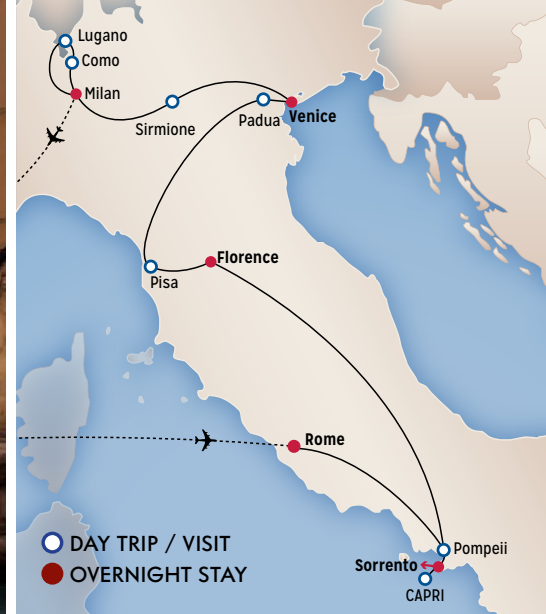 Lugano
Como
Milan
Sirmione
Padua
Venice
Florence
Pisa
Rome
DAY TRIP / VISIT
OVERNIGHT STAY
Pompeii
Sorrento
CAPRI